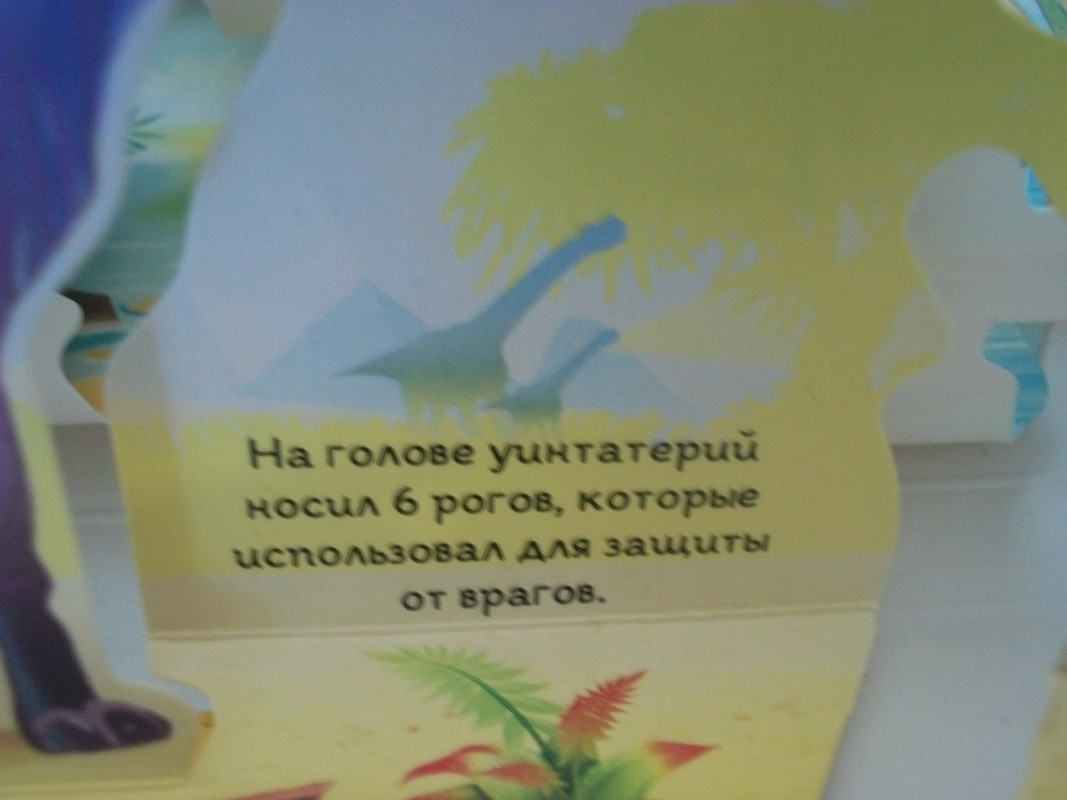 На голове уинтатерий
носил 6 рогов, которые
использовал для защиты
от врагов.